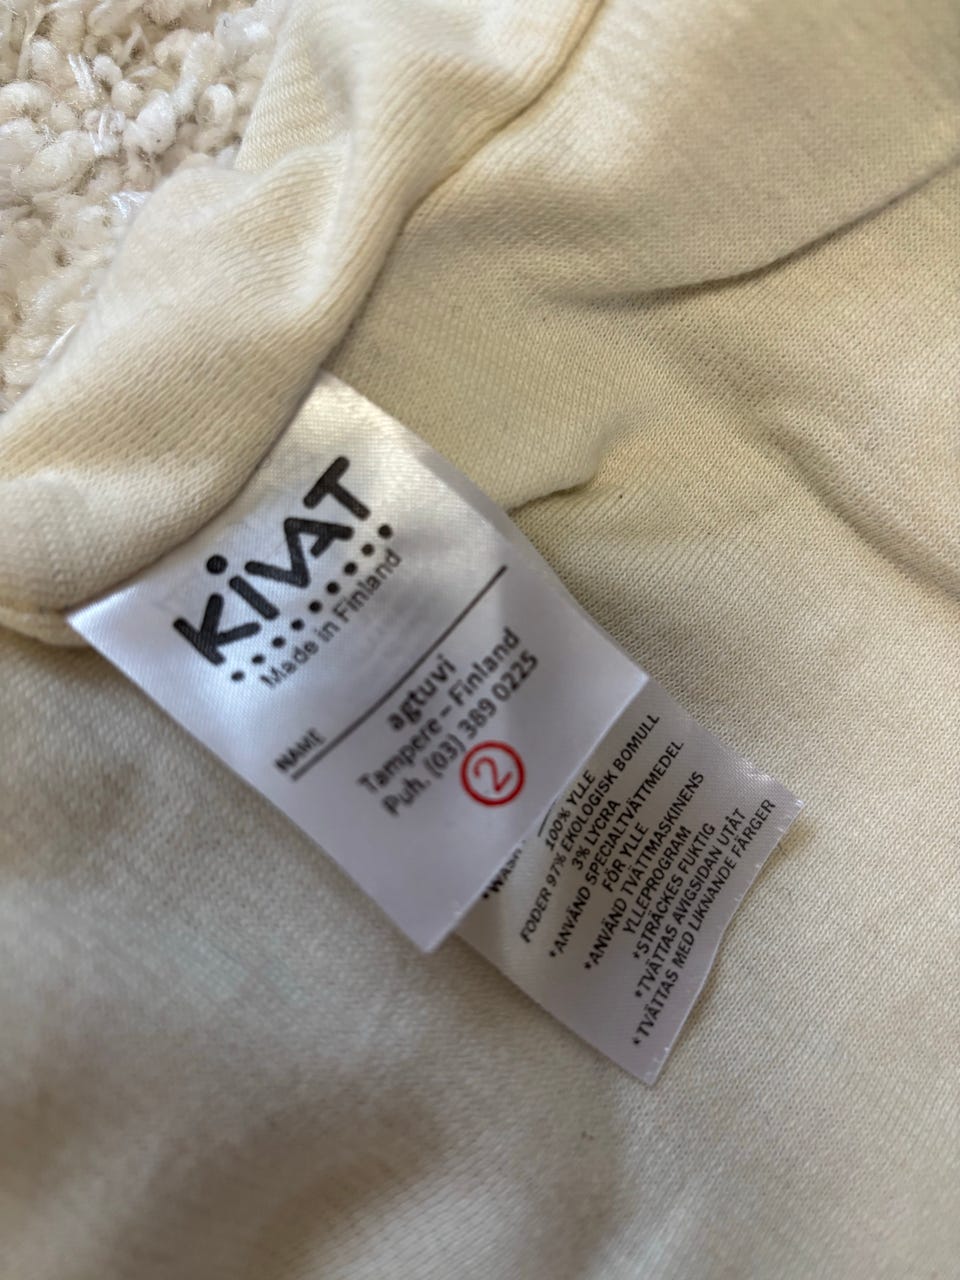 KiVAT
Made in Finland
NAME
agtuvi
Tampere – Finland
Puh. (03) 389 0225
2
*WASH
100% YLLE
FODER 97% EKOLOGISK BOMULL
3% LYCRA
*ANVÄND SPECIALTVÄTTMEDEL
FÖR YLLE
*ANVÄND TVÄTTMASKINENS
YLLEPROGRAM
*STRÄCKES FUKTIG
*TVÄTTAS AVIGSIDAN UTÅT
*TVÄTTAS MED LIKNANDE FÄRGER